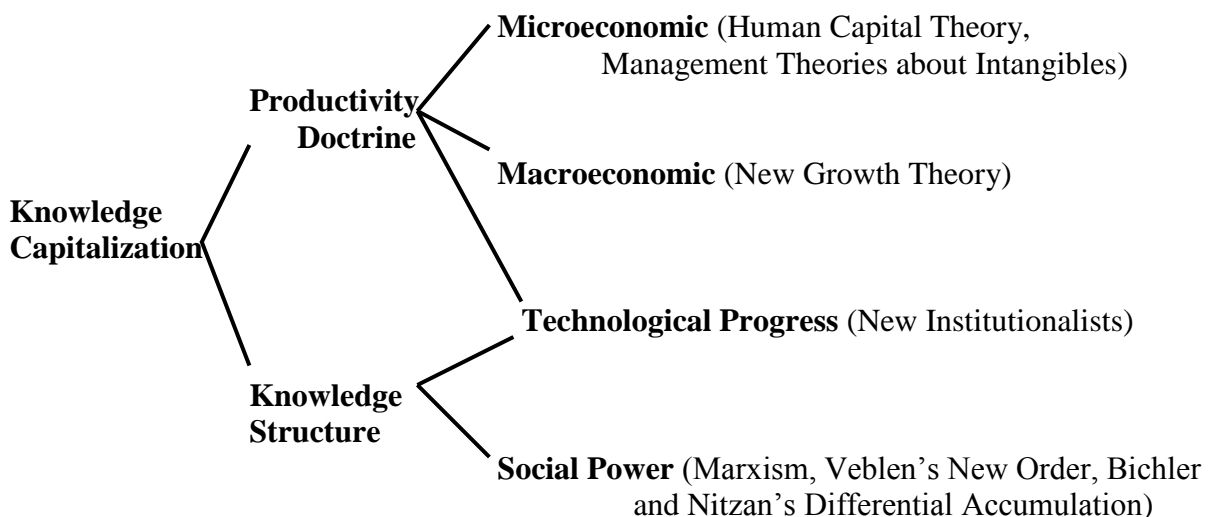 Microeconomic (Human Capital Theory,
Management Theories about Intangibles)
Productivity
Doctrine
Macroeconomic (New Growth Theory)
Knowledge
Capitalization
Technological Progress (New Institutionalists)
Knowledge
Structure
Social Power (Marxism, Veblen's New Order, Bichler
and Nitzan's Differential Accumulation)